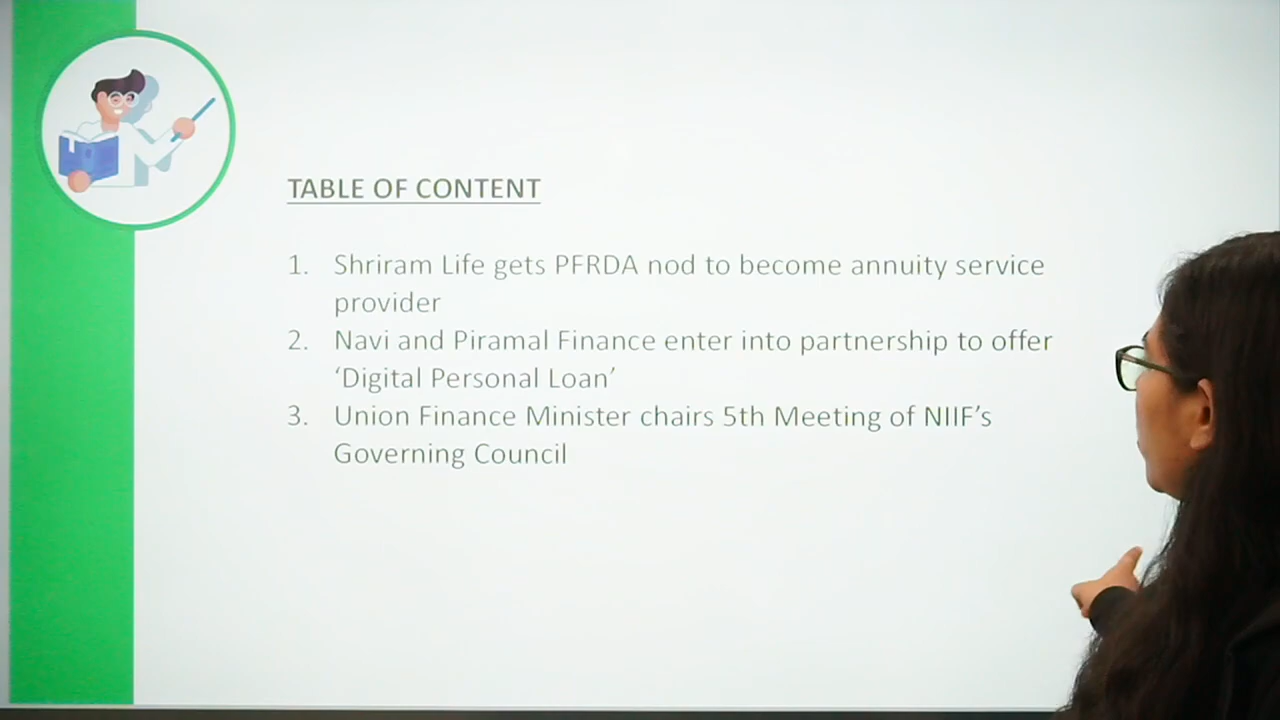 TABLE OF CONTENT
1. Shriram Life gets PFRDA nod to become annuity service
provider
2. Navi and Piramal Finance enter into partnership to offer
‘Digital Personal Loan’
3. Union Finance Minister chairs 5th Meeting of NIIF’s
Governing Council